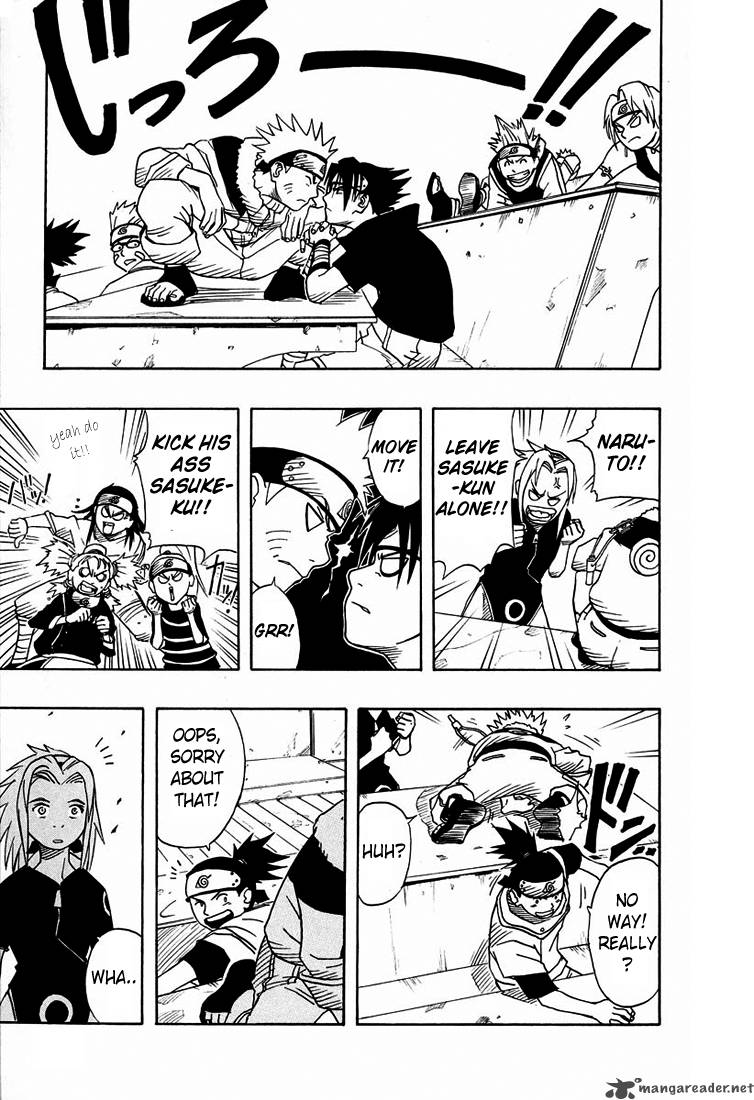 じっろーー!!
NARU-
TO!!
LEAVE
SASUKE
-KUN
ALONE!!
MOVE
IT!
GRR!
KICK HIS
ASS
SASUKE-
KU!!
yeah do
it!!
ドン
HUH?
NO
WAY!
REALLY
?
OOPS,
SORRY
ABOUT
THAT!
WHA..
mangareader.net